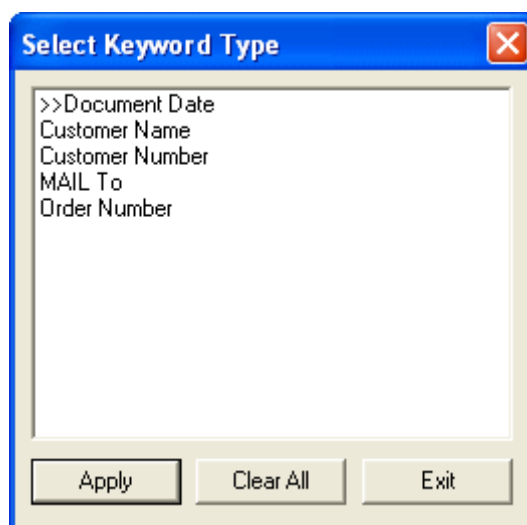 Select Keyword Type
>>Document Date
Customer Name
Customer Number
MAIL To
Order Number
Apply
Clear All
Exit